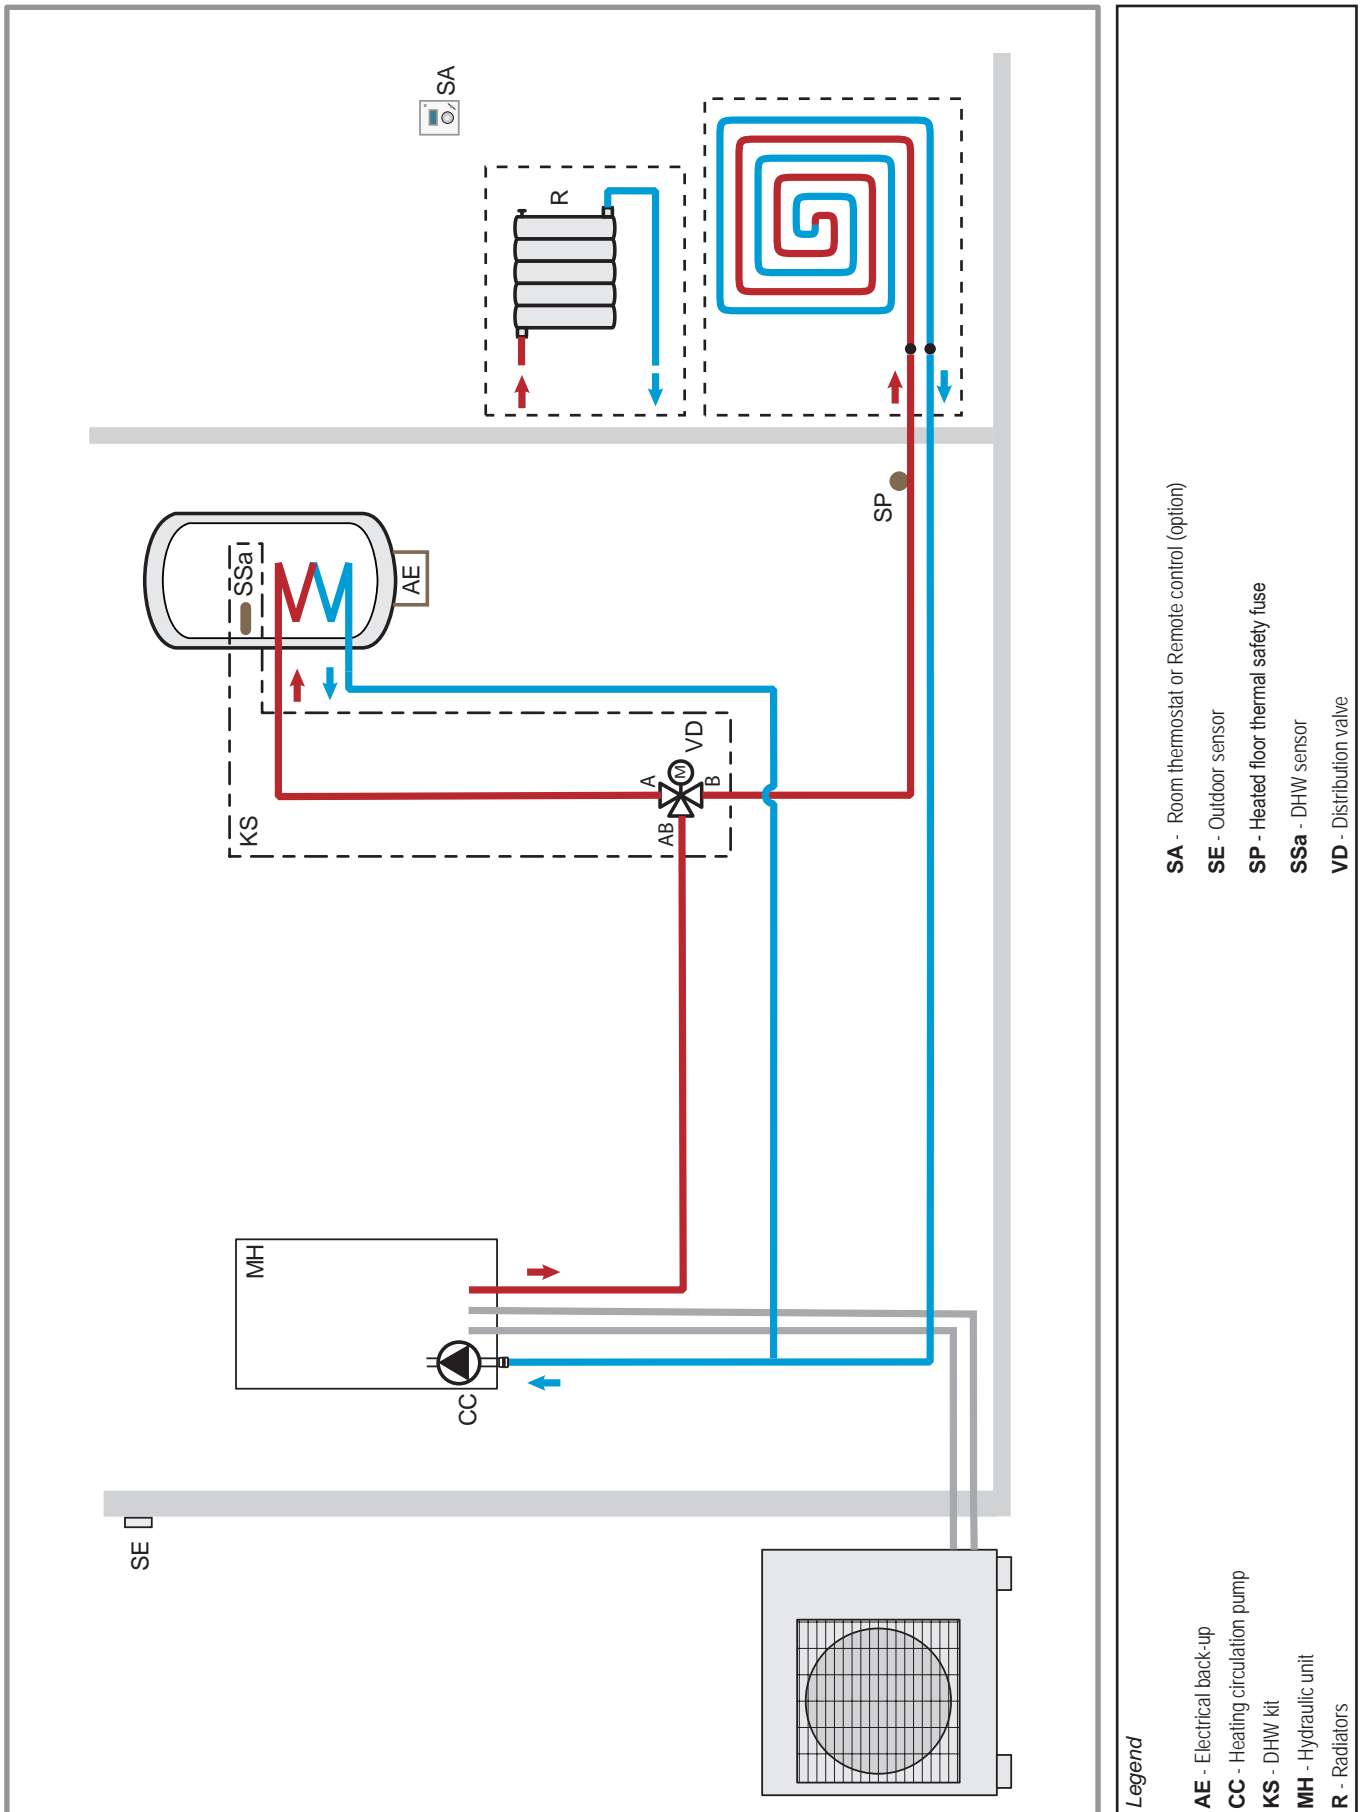 SA
R
SSa
AE
SP
KS
A
VD
M
B
AB
MH
CC
SE
Legend
AE - Electrical back-up
CC - Heating circulation pump
KS - DHW kit
MH - Hydraulic unit
R - Radiators
SA - Room thermostat or Remote control (option)
SE - Outdoor sensor
SP - Heated floor thermal safety fuse
SSa - DHW sensor
VD - Distribution valve